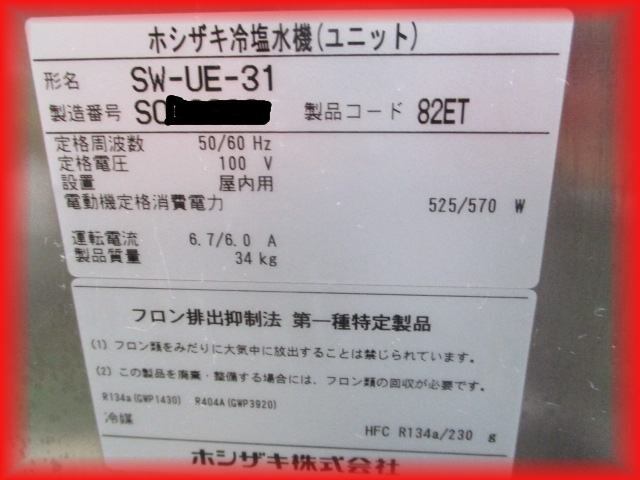 ホシザキ冷塩水機(ユニット)
形名 SW-UE-31
製造番号 S0 製品コード 82ET
定格周波数 50/60 Hz
定格電圧 100 V
設置 屋内用
電動機定格消費電力 525/570 W
運転電流 6.7/6.0 A
製品質量 34 kg
フロン排出抑制法 第一種特定製品
(1) フロン類をみだりに大気中に放出することは禁じられています。
(2) この製品を廃棄・整備する場合には、フロン類の回収が必要です。
R134a(GWP1430) R404A(GWP3920)
冷媒 HFC R134a/230 g
ホシザキ株式会社